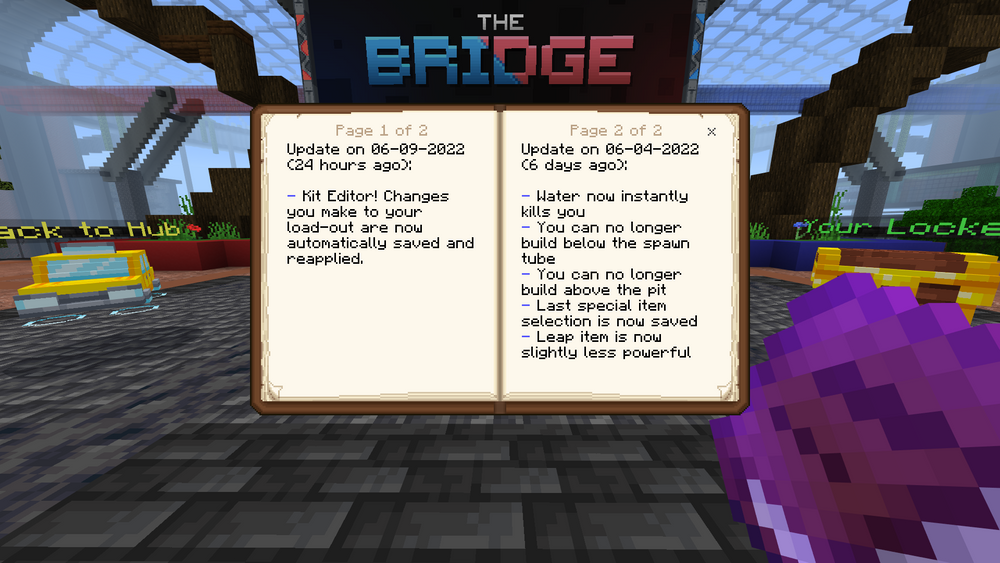 THE
BRIDGE
Page 1 of 2
Update on 06-09-2022
(24 hours ago):
- Kit Editor! Changes
you make to your
load-out are now
automatically saved and
reapplied.
Page 2 of 2
x
Update on 06-04-2022
(6 days ago):
- Water now instantly
kills you
- You can no longer
build below the spawn
tube
- You can no longer
build above the pit
- Last special item
selection is now saved
- Leap item is now
slightly less powerful
ack to Hub
Your Locke